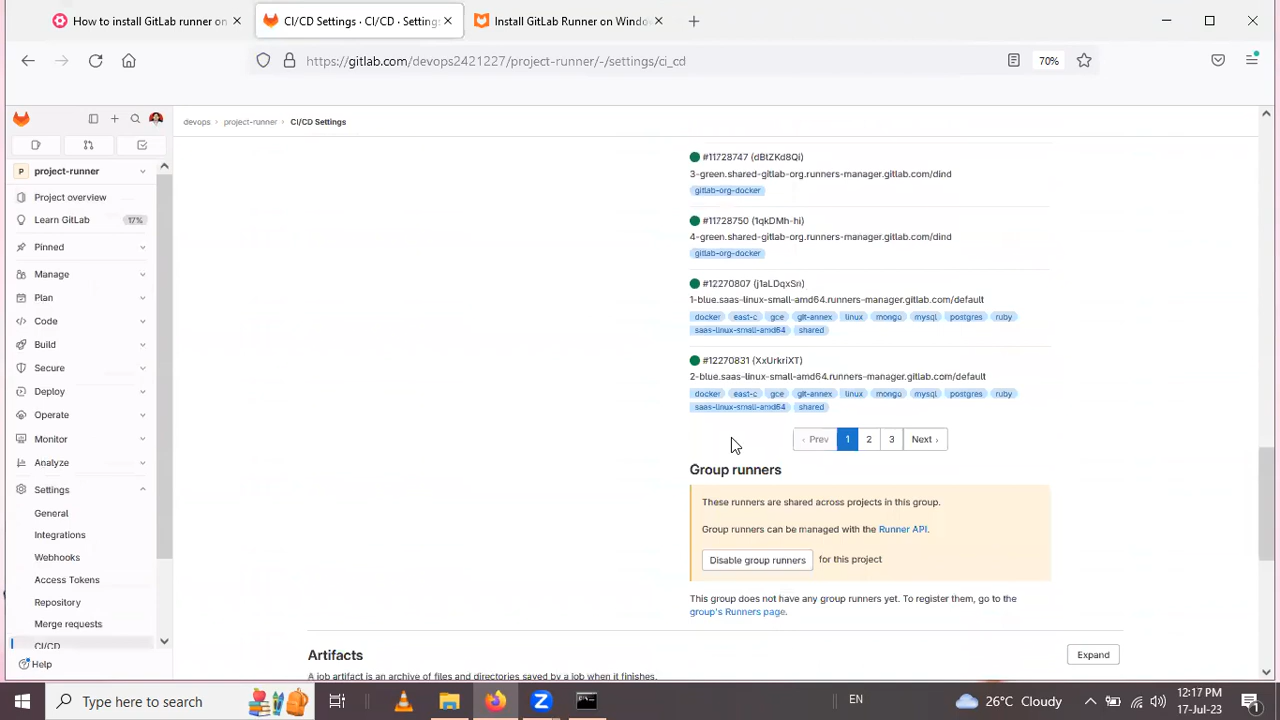 How to install GitLab runner on
CI/CD Settings · CI/CD · Settings
Install GitLab Runner on Windo
https://gitlab.com/devops2421227/project-runner/-/settings/ci_cd
70%
devops › project-runner › CI/CD Settings
P project-runner
Project overview
Learn GitLab 17%
Pinned
Manage
Plan
Code
Build
Secure
Deploy
Operate
Monitor
Analyze
Settings
General
Integrations
Webhooks
Access Tokens
Repository
Merge requests
CI/CD
Help
#11728747 (dBtZKd8Qi)
3-green.shared-gitlab-org.runners-manager.gitlab.com/dind
gitlab-org-docker
#11728750 (1qkDMh-hi)
4-green.shared-gitlab-org.runners-manager.gitlab.com/dind
gitlab-org-docker
#12270807 (j1aLDqxSn)
1-blue.saas-linux-small-amd64.runners-manager.gitlab.com/default
docker east-c gce git-annex linux mongo mysql postgres ruby
saas-linux-small-amd64 shared
#12270831 (XxUrkriXT)
2-blue.saas-linux-small-amd64.runners-manager.gitlab.com/default
docker east-c gce git-annex linux mongo mysql postgres ruby
saas-linux-small-amd64 shared
‹ Prev 1 2 3 Next ›
Group runners
These runners are shared across projects in this group.
Group runners can be managed with the Runner API.
Disable group runners for this project
This group does not have any group runners yet. To register them, go to the
group's Runners page.
Artifacts
Expand
A job artifact is an archive of files and directories saved by a job when it finishes.
Type here to search
EN
26°C Cloudy
12:17 PM
17-Jul-23
1